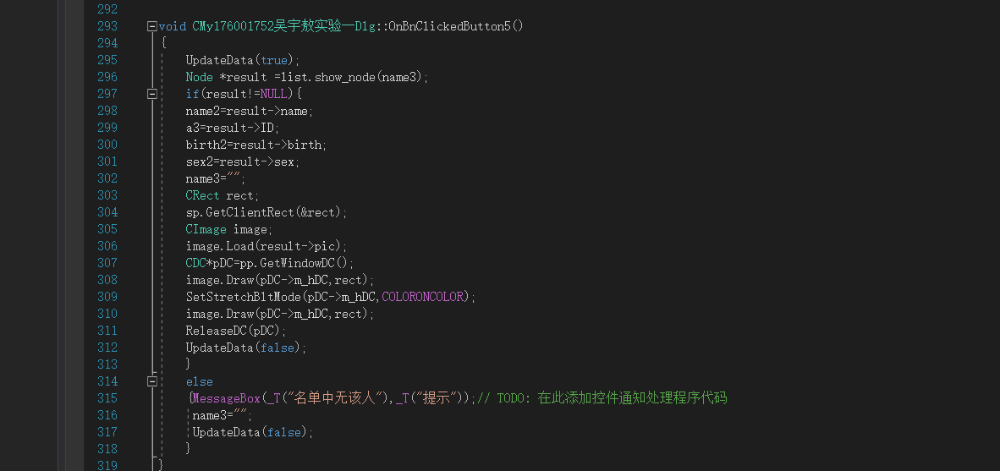 292
293 void CMy176001752吴宇敖实验一Dlg::OnBnClickedButton5()
294 {
295 UpdateData(true);
296 Node *result =list.show_node(name3);
297 if(result!=NULL){
298 name2=result->name;
299 a3=result->ID;
300 birth2=result->birth;
301 sex2=result->sex;
302 name3="";
303 CRect rect;
304 sp.GetClientRect(&rect);
305 CImage image;
306 image.Load(result->pic);
307 CDC*pDC=pp.GetWindowDC();
308 image.Draw(pDC->m_hDC,rect);
309 SetStretchBltMode(pDC->m_hDC,COLORONCOLOR);
310 image.Draw(pDC->m_hDC,rect);
311 ReleaseDC(pDC);
312 UpdateData(false);
313 }
314 else
315 {MessageBox(_T("名单中无该人"),_T("提示"));// TODO: 在此添加控件通知处理程序代码
316 name3="";
317 UpdateData(false);
318 }
319 }